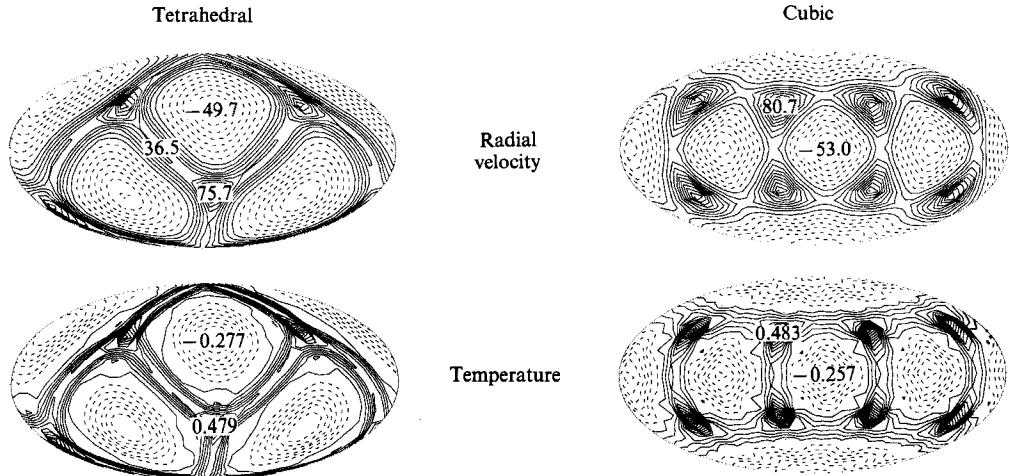 Tetrahedral
Cubic
−49.7
36.5
75.7
Radial
velocity
80.7
−53.0
−0.277
0.479
Temperature
0.483
−0.257